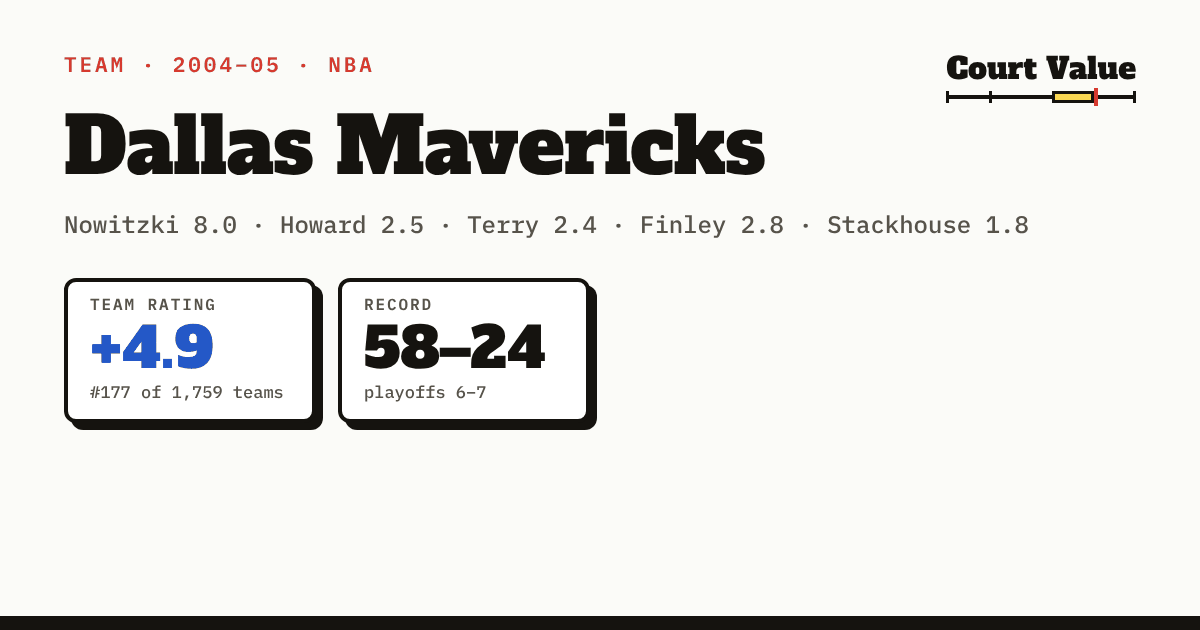 TEAM · 2004–05 · NBA
Court Value
Dallas Mavericks
Nowitzki 8.0 · Howard 2.5 · Terry 2.4 · Finley 2.8 · Stackhouse 1.8
TEAM RATING
+4.9
#177 of 1,759 teams
RECORD
58–24
playoffs 6–7